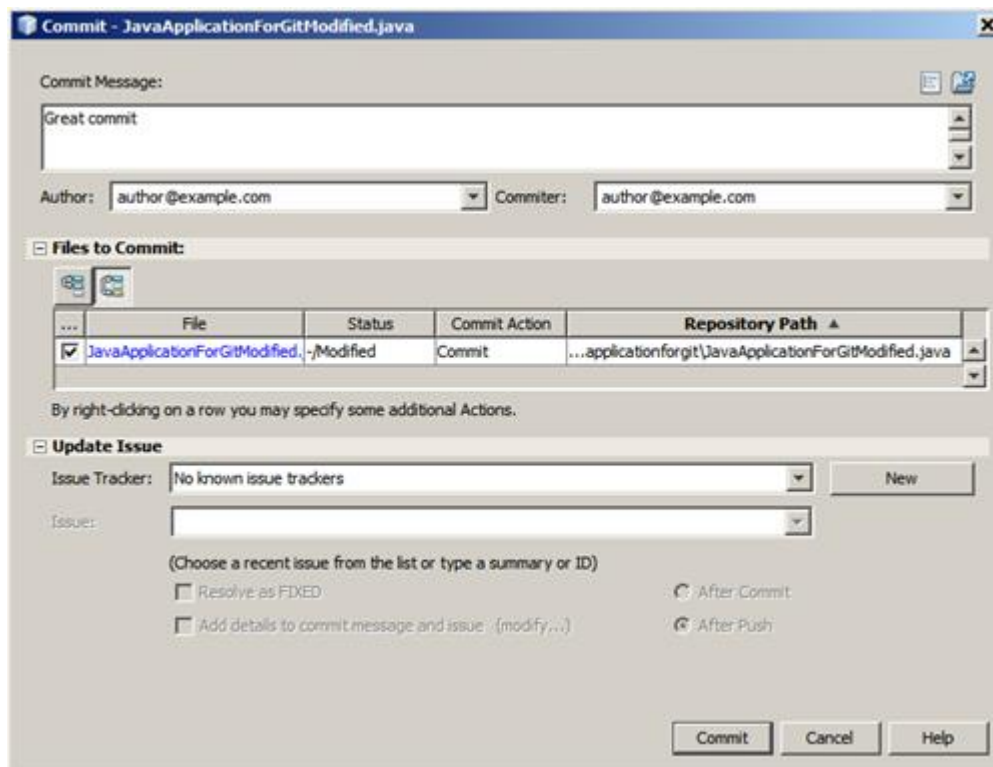 Commit - JavaApplicationForGitModified.java
Commit Message:
Great commit
Author: author@example.com Commiter: author@example.com
Files to Commit:
... File Status Commit Action Repository Path
JavaApplicationForGitModified. -/Modified Commit ...applicationforgit\JavaApplicationForGitModified.java
By right-clicking on a row you may specify some additional Actions.
Update Issue
Issue Tracker: No known issue trackers New
Issue:
(Choose a recent issue from the list or type a summary or ID)
Resolve as FIXED After Commit
Add details to commit message and issue (modify...) After Push
Commit Cancel Help